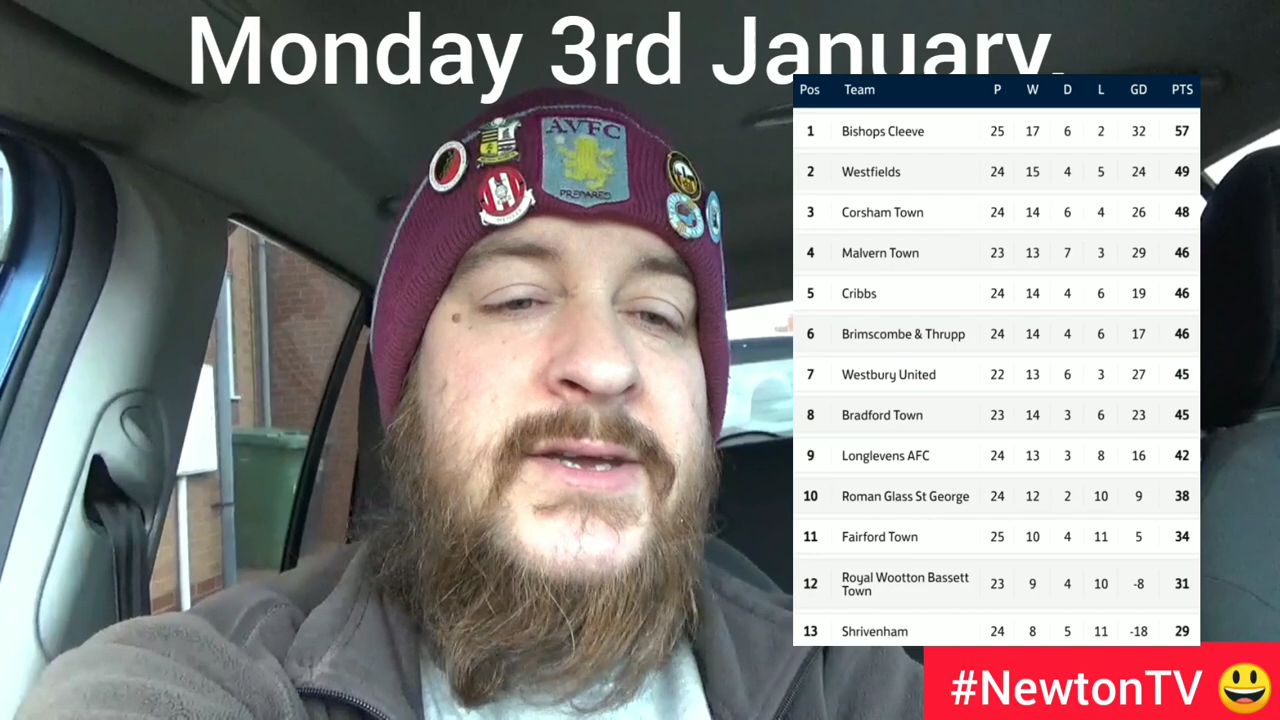 Monday 3rd January.
AVFC
PREPARED
Pos Team P W D L GD PTS
1 Bishops Cleeve 25 17 6 2 32 57
2 Westfields 24 15 4 5 24 49
3 Corsham Town 24 14 6 4 26 48
4 Malvern Town 23 13 7 3 29 46
5 Cribbs 24 14 4 6 19 46
6 Brimscombe & Thrupp 24 14 4 6 17 46
7 Westbury United 22 13 6 3 27 45
8 Bradford Town 23 14 3 6 23 45
9 Longlevens AFC 24 13 3 8 16 42
10 Roman Glass St George 24 12 2 10 9 38
11 Fairford Town 25 10 4 11 5 34
12 Royal Wootton Bassett
Town 23 9 4 10 -8 31
13 Shrivenham 24 8 5 11 -18 29
#NewtonTV 😃